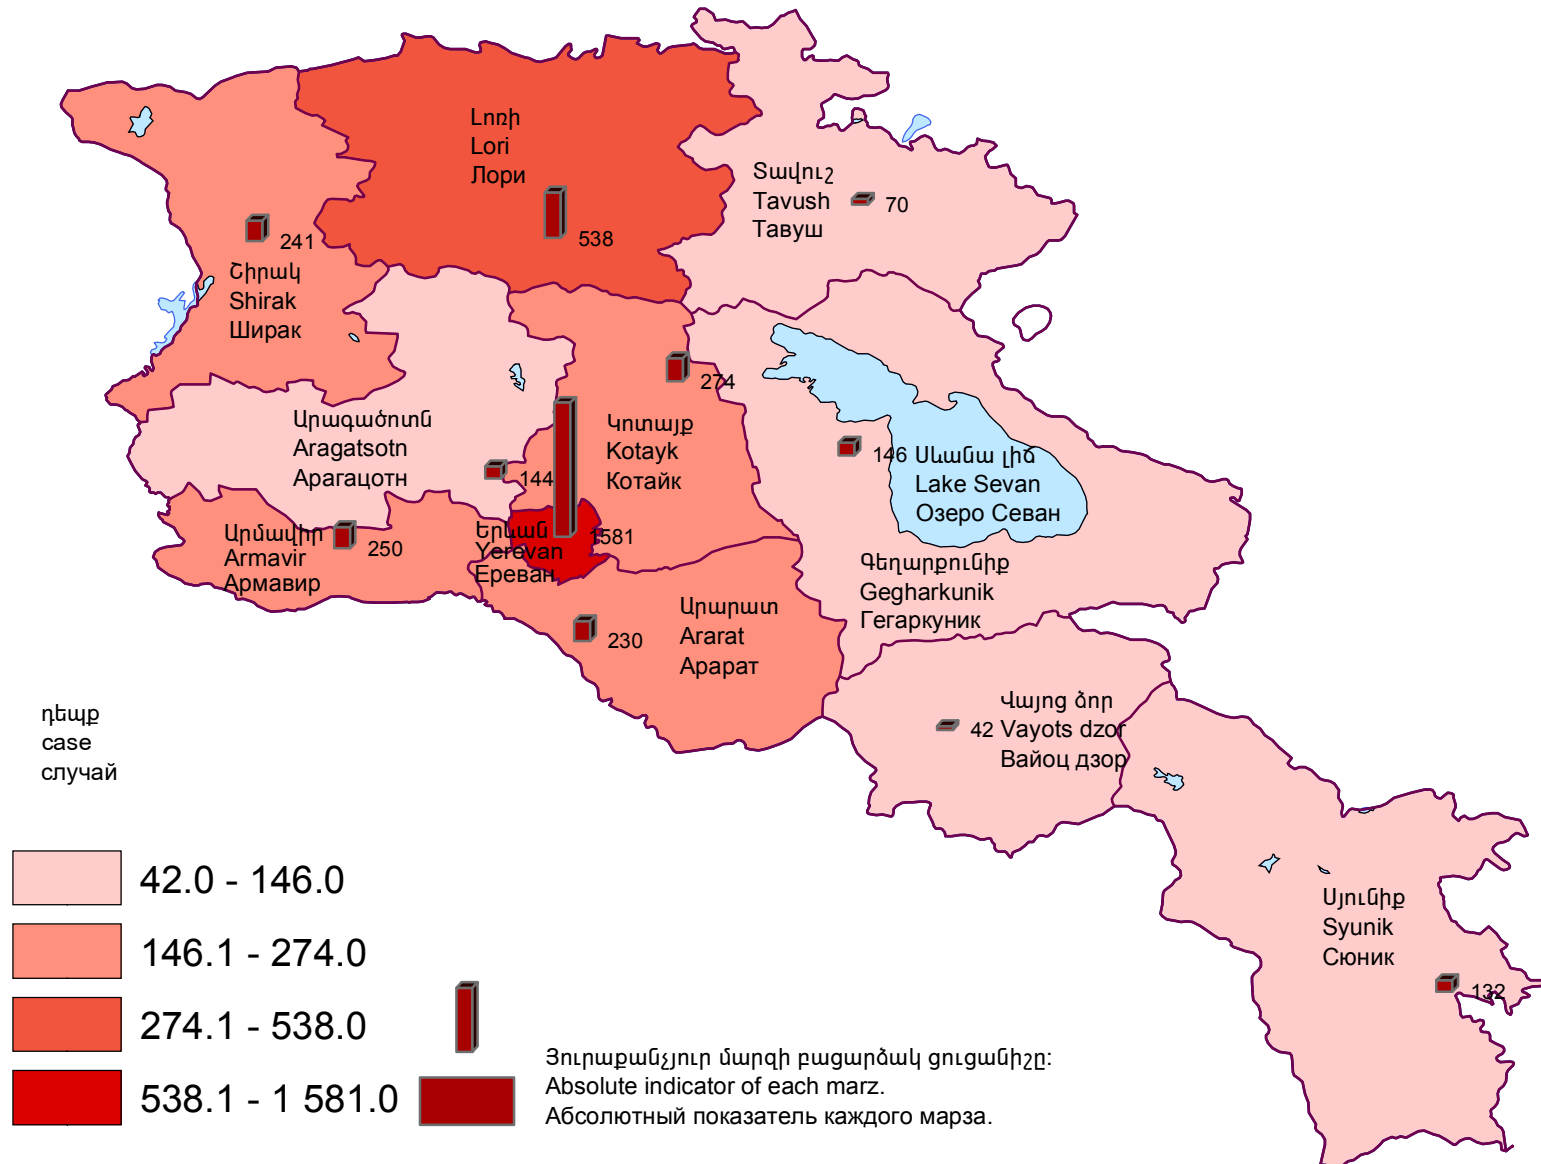 Լոռի
Lori
Лори
538
Տավուշ
Tavush
Тавуш
70
241
Շիրակ
Shirak
Ширак
274
Կոտայք
Kotayk
Котайк
Արագածոտն
Aragatsotn
Арагацотн
144
146
Սևանա լիճ
Lake Sevan
Озеро Севан
Արմավիր
Armavir
Армавир
250
Երևան
Yerevan
Ереван
1581
Գեղարքունիք
Gegharkunik
Гегаркуник
Արարատ
Ararat
Арарат
230
Վայոց ձոր
42 Vayots dzor
Вайоц дзор
Սյունիք
Syunik
Сюник
132
դեպք
case
случай
42.0 - 146.0
146.1 - 274.0
274.1 - 538.0
538.1 - 1 581.0
Յուրաքանչյուր մարզի բացարձակ ցուցանիշը:
Absolute indicator of each marz.
Абсолютный показатель каждого марза.